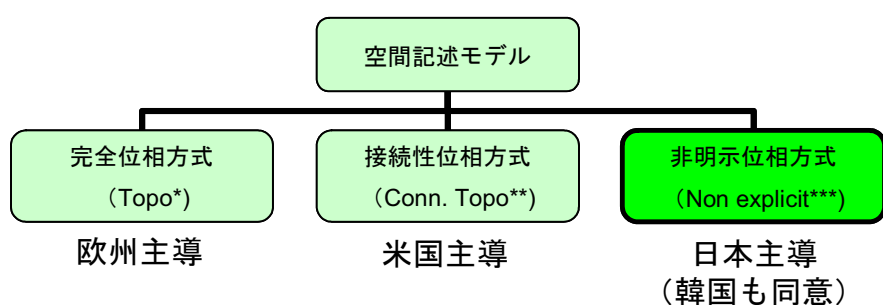 空間記述モデル
完全位相方式
（Topo*）
接続性位相方式
（Conn. Topo**）
非明示位相方式
（Non explicit***）
欧州主導
米国主導
日本主導
（韓国も同意）